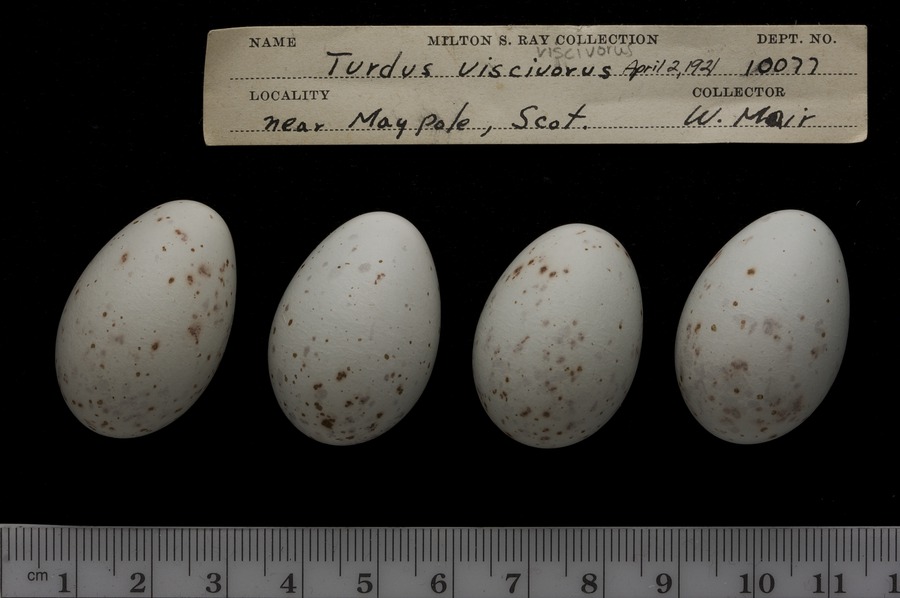 NAME MILTON S. RAY COLLECTION DEPT. NO.
viscivorus
Turdus viscivorus April 2, 1921 10077
LOCALITY COLLECTOR
near Maypole, Scot. W. Mair
cm 1 2 3 4 5 6 7 8 9 10 11 1